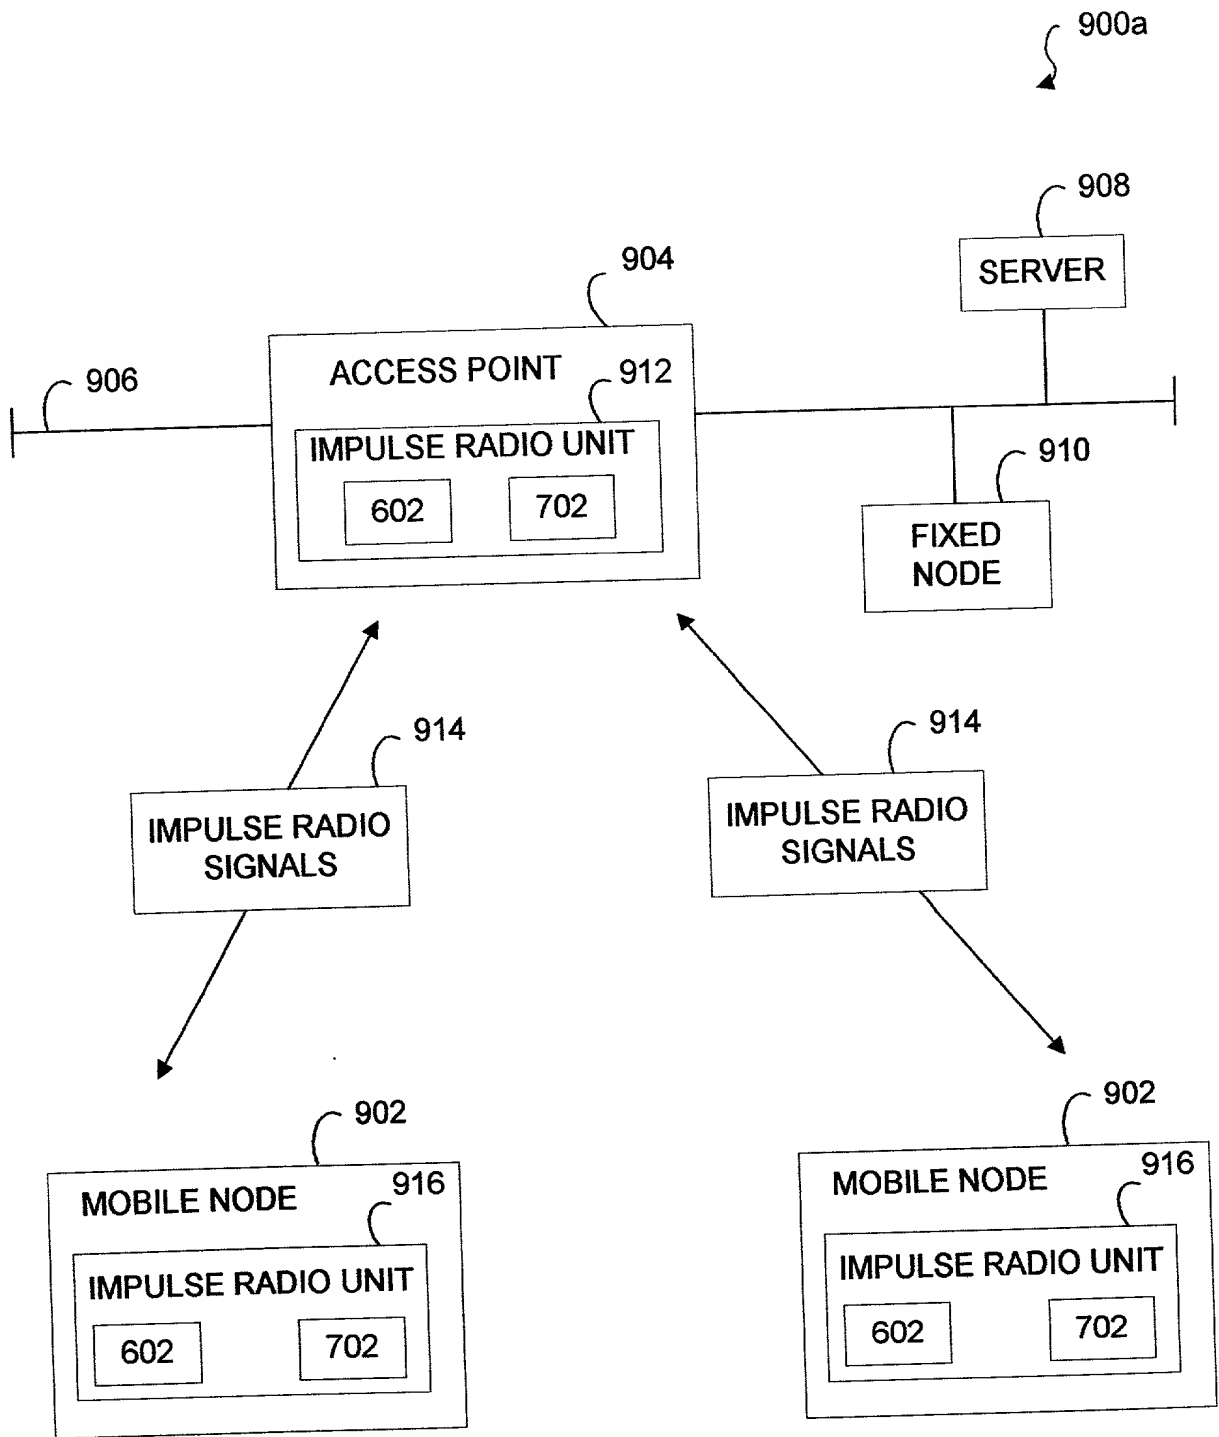 900a
908
SERVER
904
ACCESS POINT
912
906
IMPULSE RADIO UNIT
602
702
910
FIXED
NODE
914
IMPULSE RADIO
SIGNALS
914
IMPULSE RADIO
SIGNALS
902
MOBILE NODE
916
IMPULSE RADIO UNIT
602
702
902
MOBILE NODE
916
IMPULSE RADIO UNIT
602
702